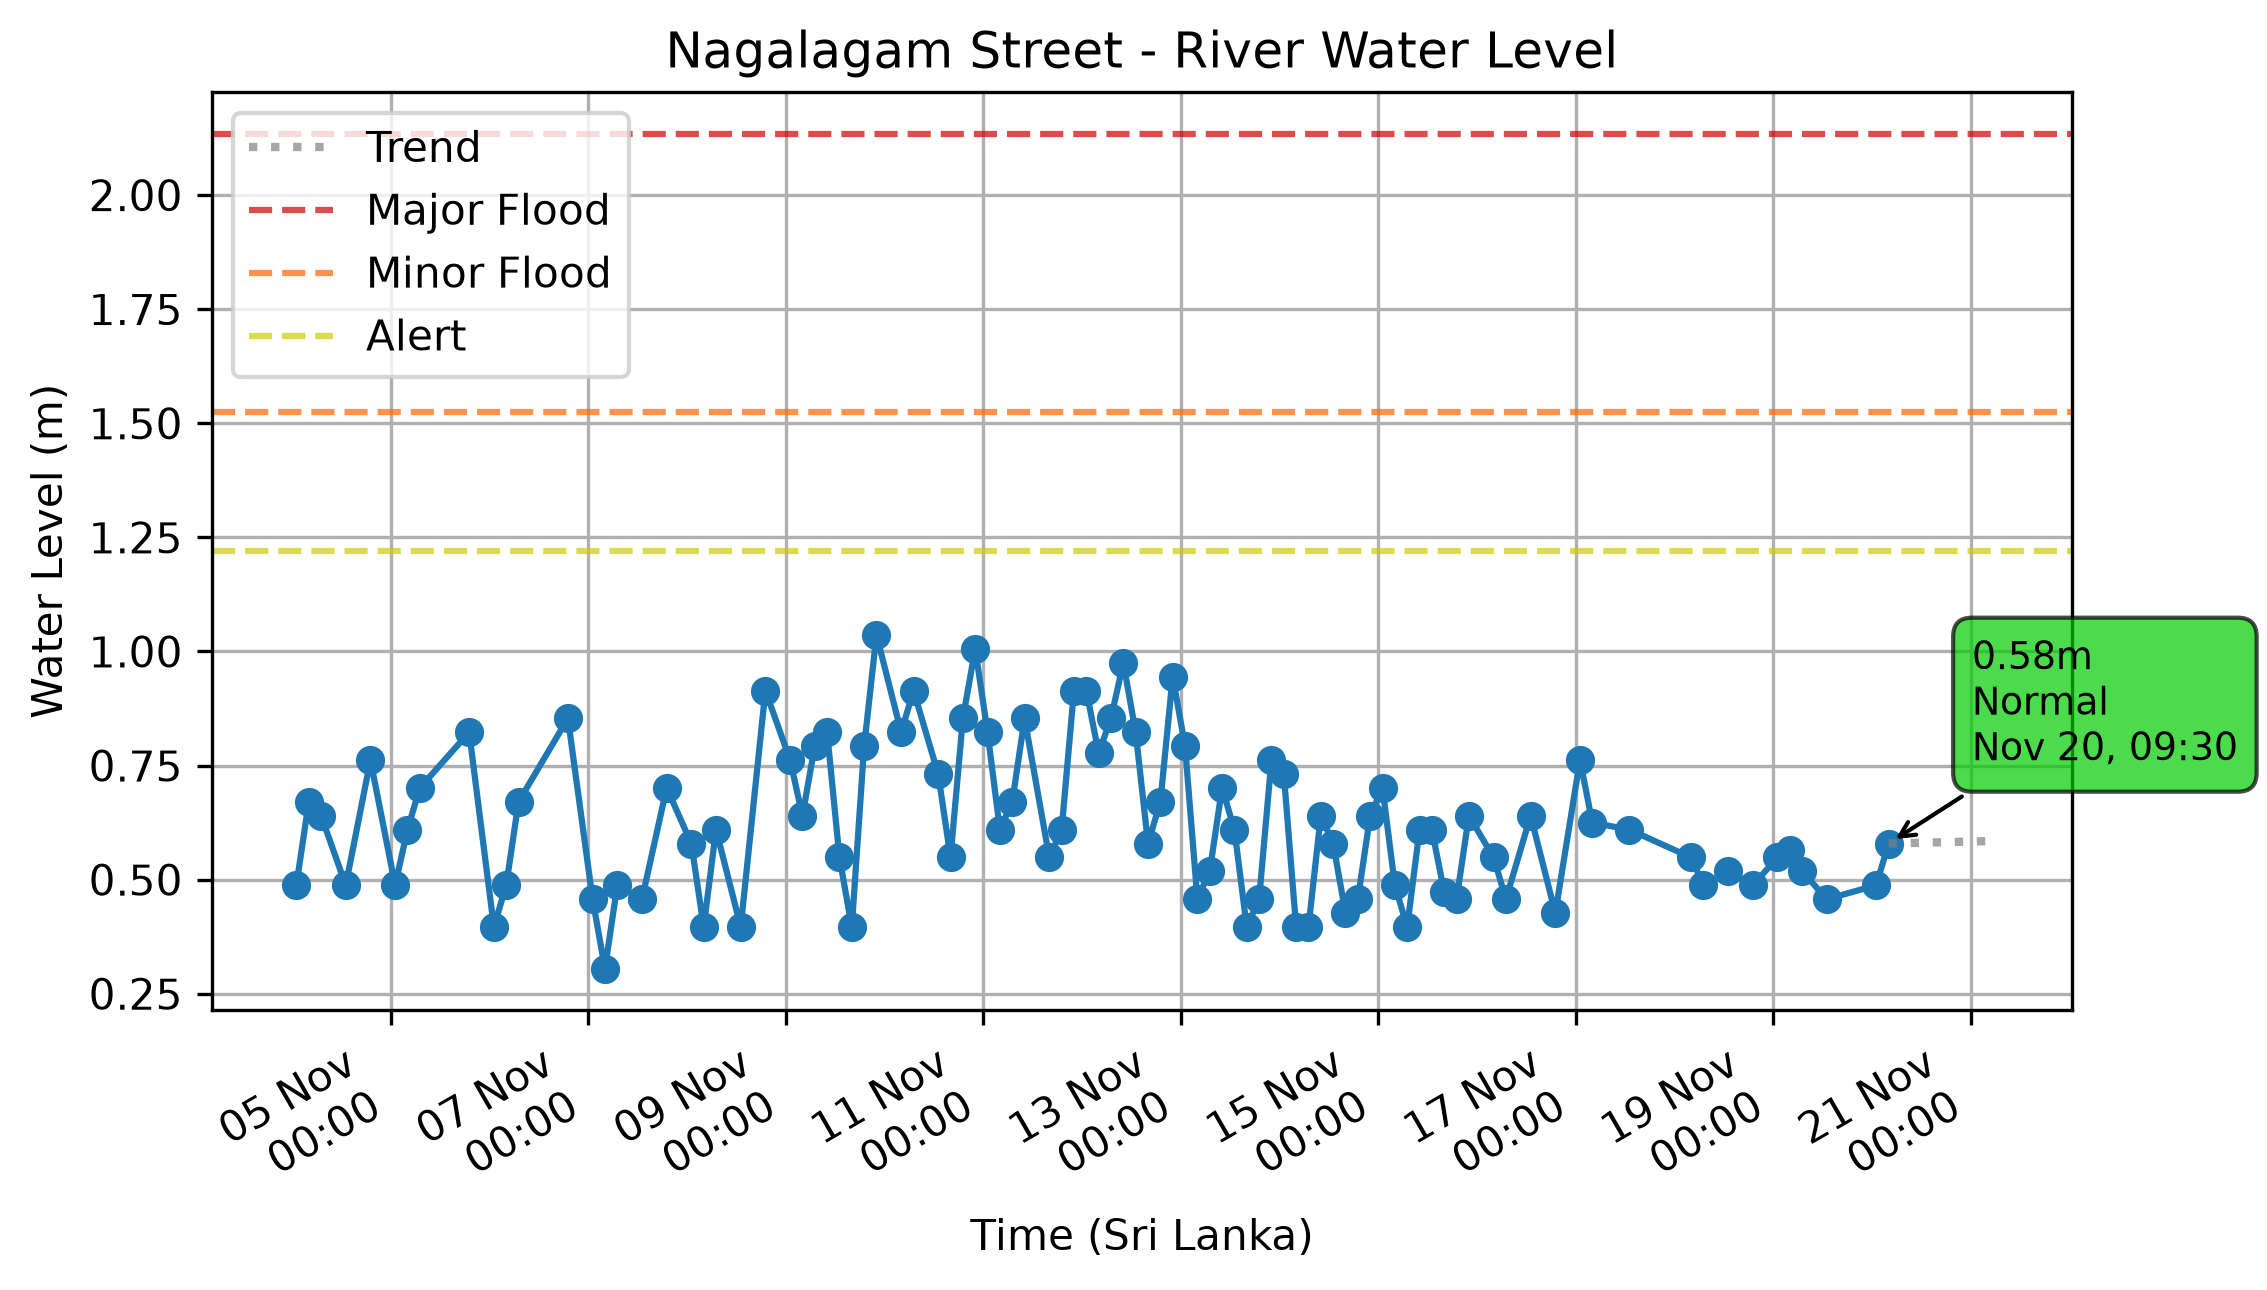 Nagalagam Street - River Water Level
Trend
Major Flood
Minor Flood
Alert
Water Level (m)
2.00
1.75
1.50
1.25
1.00
0.75
0.50
0.25
0.58m
Normal
Nov 20, 09:30
05 Nov
00:00
07 Nov
00:00
09 Nov
00:00
11 Nov
00:00
13 Nov
00:00
15 Nov
00:00
17 Nov
00:00
19 Nov
00:00
21 Nov
00:00
Time (Sri Lanka)